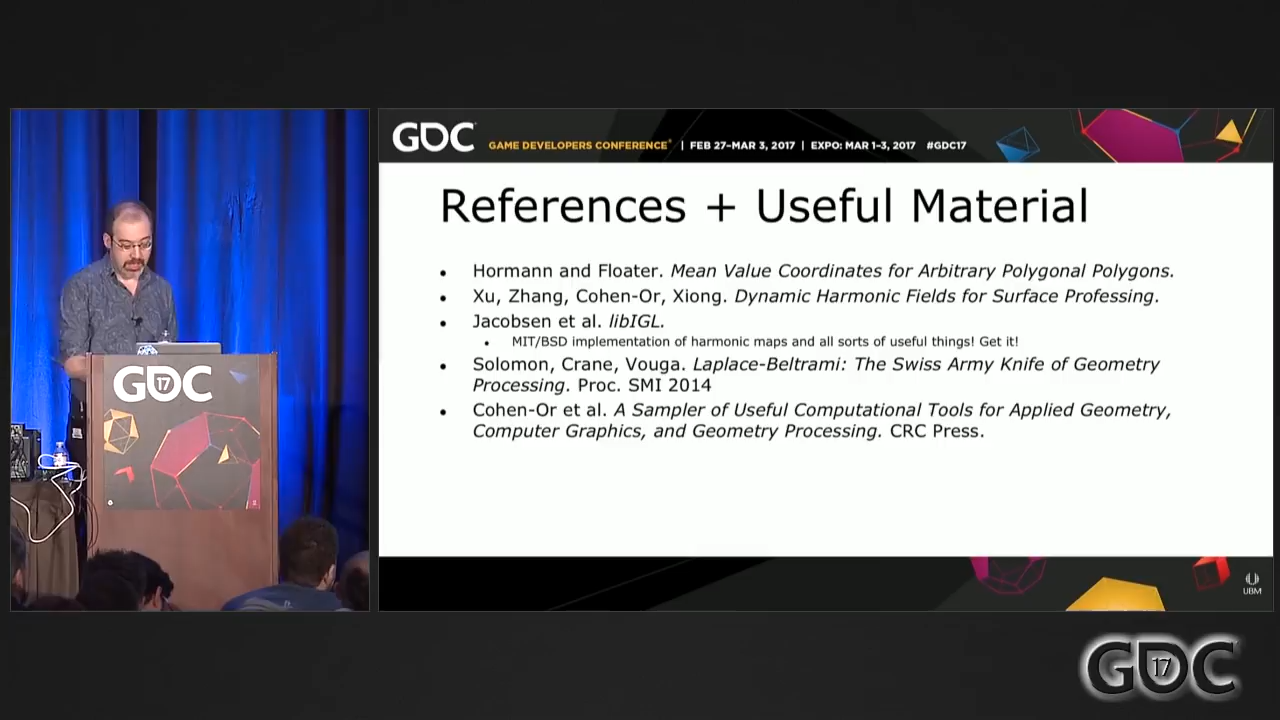 GDC
GAME DEVELOPERS CONFERENCE® | FEB 27–MAR 3, 2017 | EXPO: MAR 1–3, 2017 #GDC17
References + Useful Material
• Hormann and Floater. Mean Value Coordinates for Arbitrary Polygonal Polygons.
• Xu, Zhang, Cohen-Or, Xiong. Dynamic Harmonic Fields for Surface Professing.
• Jacobsen et al. libIGL.
• MIT/BSD implementation of harmonic maps and all sorts of useful things! Get it!
• Solomon, Crane, Vouga. Laplace-Beltrami: The Swiss Army Knife of Geometry
Processing. Proc. SMI 2014
• Cohen-Or et al. A Sampler of Useful Computational Tools for Applied Geometry,
Computer Graphics, and Geometry Processing. CRC Press.
GDC
17
UBM
GDC
17